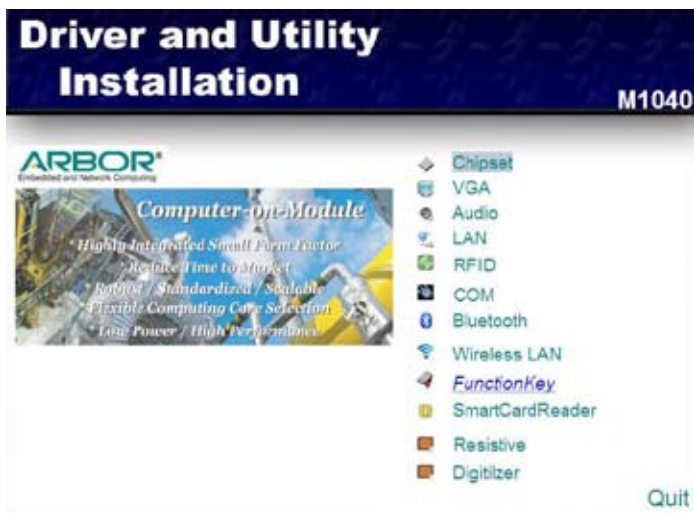 Driver and Utility
Installation
M1040
ARBOR®
Embedded and Network Computing
Computer-on-Module
* Highly Integrated Small Form Factor
* Reduce Time to Market
* Robust / Standardized / Scalable
Flexible Computing Core Selection
* Low Power / High Performance
Chipset
VGA
Audio
LAN
RFID
COM
Bluetooth
Wireless LAN
FunctionKey
SmartCardReader
Resistive
Digitilzer
Quit